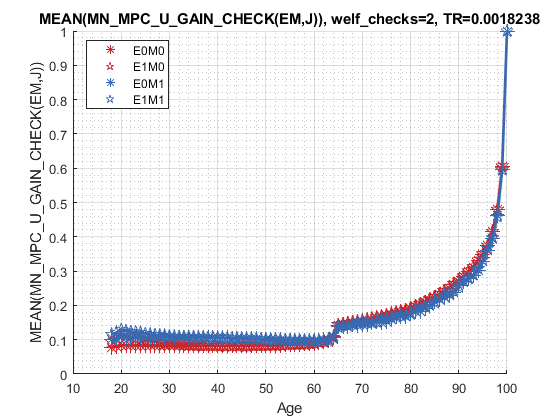 MEAN(MN_MPC_U_GAIN_CHECK(EM,J)), welf_checks=2, TR=0.0018238
E0M0
E1M0
E0M1
E1M1
MEAN(MN_MPC_U_GAIN_CHECK(EM,J))
1
0.9
0.8
0.7
0.6
0.5
0.4
0.3
0.2
0.1
0
10 20 30 40 50 60 70 80 90 100
Age